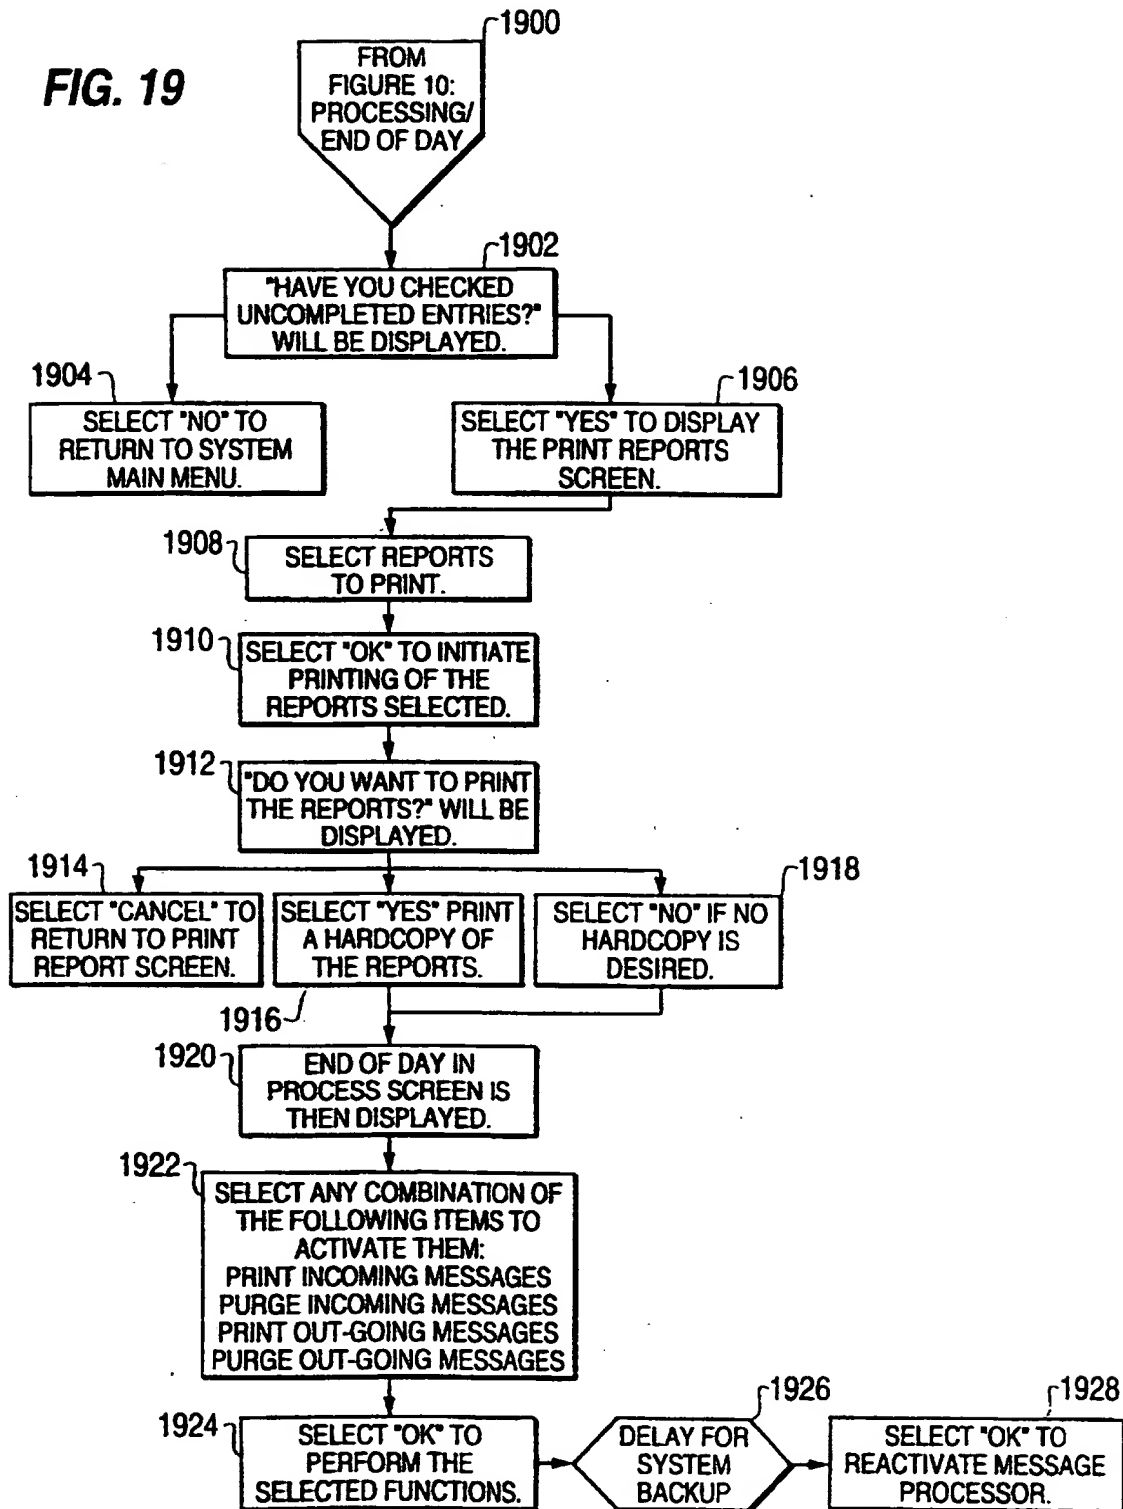 FIG. 19
1900
FROM
FIGURE 10:
PROCESSING/
END OF DAY
1902
"HAVE YOU CHECKED
UNCOMPLETED ENTRIES?"
WILL BE DISPLAYED.
1904
SELECT "NO" TO
RETURN TO SYSTEM
MAIN MENU.
1906
SELECT "YES" TO DISPLAY
THE PRINT REPORTS
SCREEN.
1908
SELECT REPORTS
TO PRINT.
1910
SELECT "OK" TO INITIATE
PRINTING OF THE
REPORTS SELECTED.
1912
"DO YOU WANT TO PRINT
THE REPORTS?" WILL BE
DISPLAYED.
1914
SELECT "CANCEL" TO
RETURN TO PRINT
REPORT SCREEN.
SELECT "YES" PRINT
A HARDCOPY OF
THE REPORTS.
1916
1918
SELECT "NO" IF NO
HARDCOPY IS
DESIRED.
1920
END OF DAY IN
PROCESS SCREEN IS
THEN DISPLAYED.
1922
SELECT ANY COMBINATION OF
THE FOLLOWING ITEMS TO
ACTIVATE THEM:
PRINT INCOMING MESSAGES
PURGE INCOMING MESSAGES
PRINT OUT-GOING MESSAGES
PURGE OUT-GOING MESSAGES
1924
SELECT "OK" TO
PERFORM THE
SELECTED FUNCTIONS.
1926
DELAY FOR
SYSTEM
BACKUP
1928
SELECT "OK" TO
REACTIVATE MESSAGE
PROCESSOR.